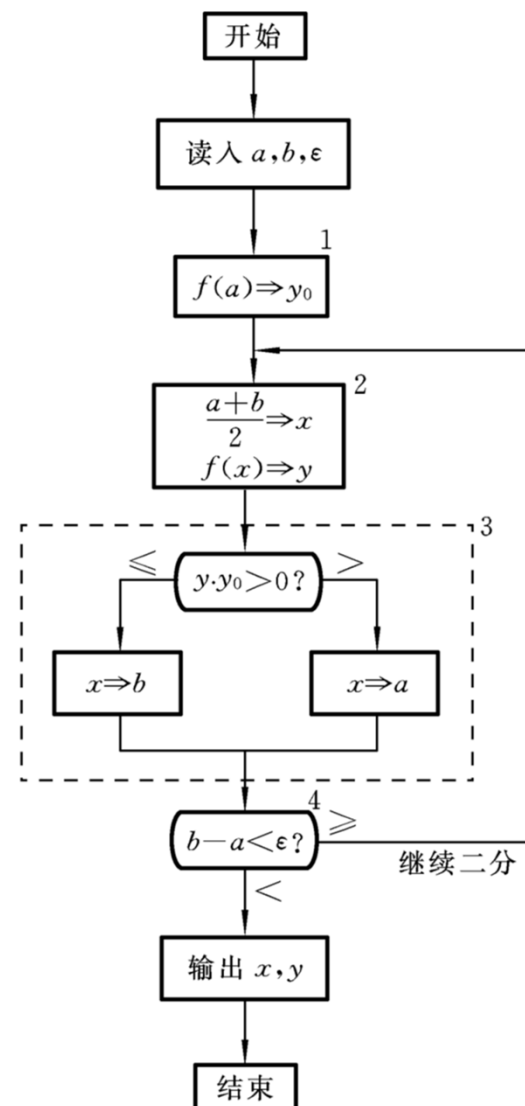 开始
读入 a,b,ε
1
f(a)⇒y₀
2
a+b
2
⇒x
f(x)⇒y
3
≤
y·y₀>0?
>
x⇒b
x⇒a
4
b−a<ε?
≥
继续二分
<
输出 x,y
结束